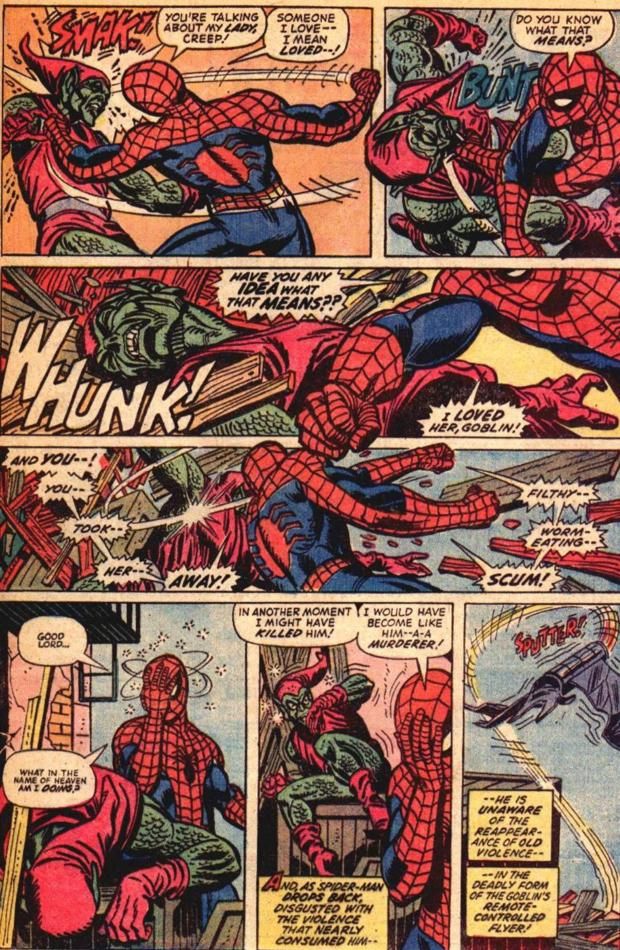 SMAK!
YOU'RE TALKING
ABOUT MY LADY,
CREEP!
SOMEONE
I LOVE--
I MEAN
LOVED--!
DO YOU KNOW
WHAT THAT
MEANS?
BUNT
HAVE YOU ANY
IDEA WHAT
THAT MEANS??
WHUNK!
I LOVED
HER, GOBLIN!
AND YOU--!
YOU--
TOOK--
HER--
AWAY!
FILTHY--
WORM-
EATING--
SCUM!
GOOD
LORD...
WHAT IN THE
NAME OF HEAVEN
AM I DOING?
IN ANOTHER MOMENT
I MIGHT HAVE
KILLED HIM!
I WOULD HAVE
BECOME LIKE
HIM--A-A
MURDERER!
AND, AS SPIDER-MAN
DROPS BACK,
DISGUSTED WITH
THE VIOLENCE
THAT NEARLY
CONSUMED HIM--
SPUTTER!
--HE IS
UNAWARE
OF THE
REAPPEAR-
ANCE OF OLD
VIOLENCE--
--IN THE
DEADLY FORM
OF THE GOBLIN'S
REMOTE-
CONTROLLED
FLYER!